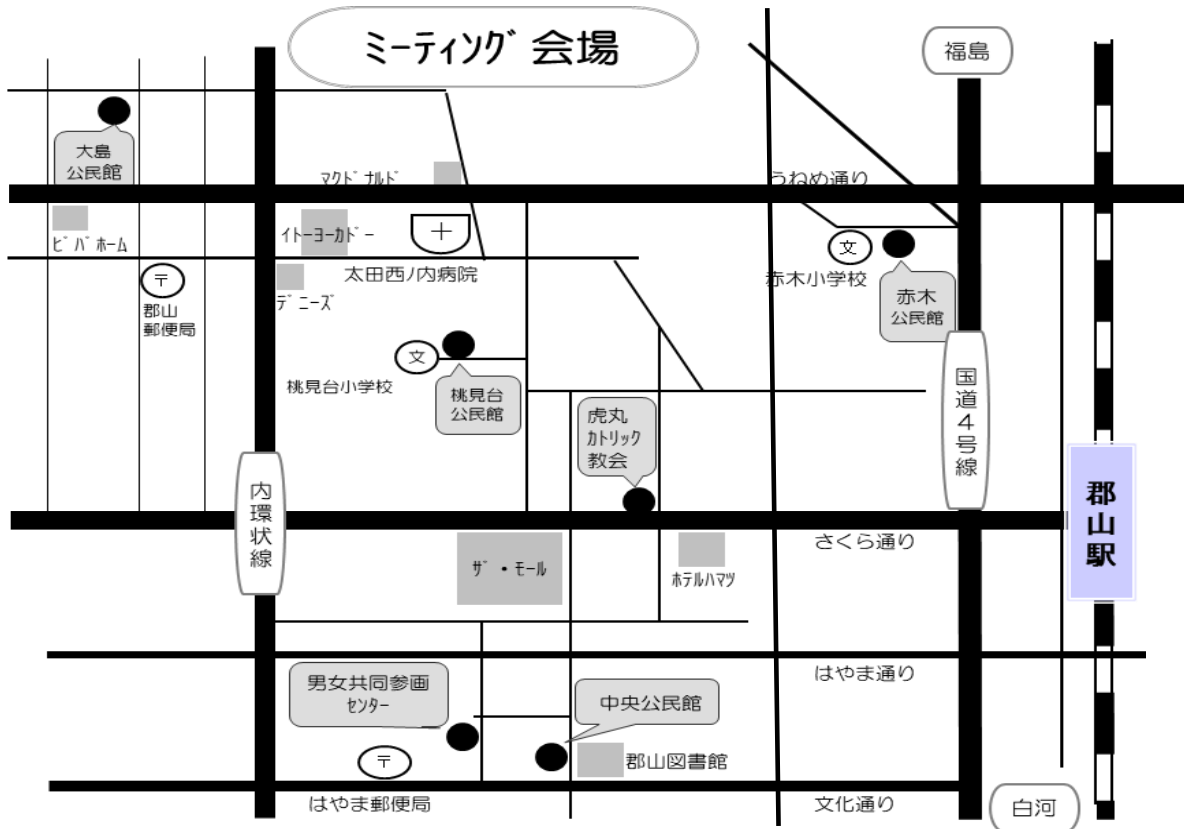 ミーティング 会場
福島
大島
公民館
マクドナルド
うねめ通り
ビバホーム
イトーヨーカドー
太田西ノ内病院
文
赤木小学校
赤木
公民館
〒
郡山
郵便局
デニーズ
文
桃見台小学校
桃見台
公民館
虎丸
カトリック
教会
国道4号線
内環状線
郡山駅
さくら通り
ザ・モール
ホテルハマツ
はやま通り
男女共同参画
センター
中央公民館
〒
はやま郵便局
郡山図書館
文化通り
白河